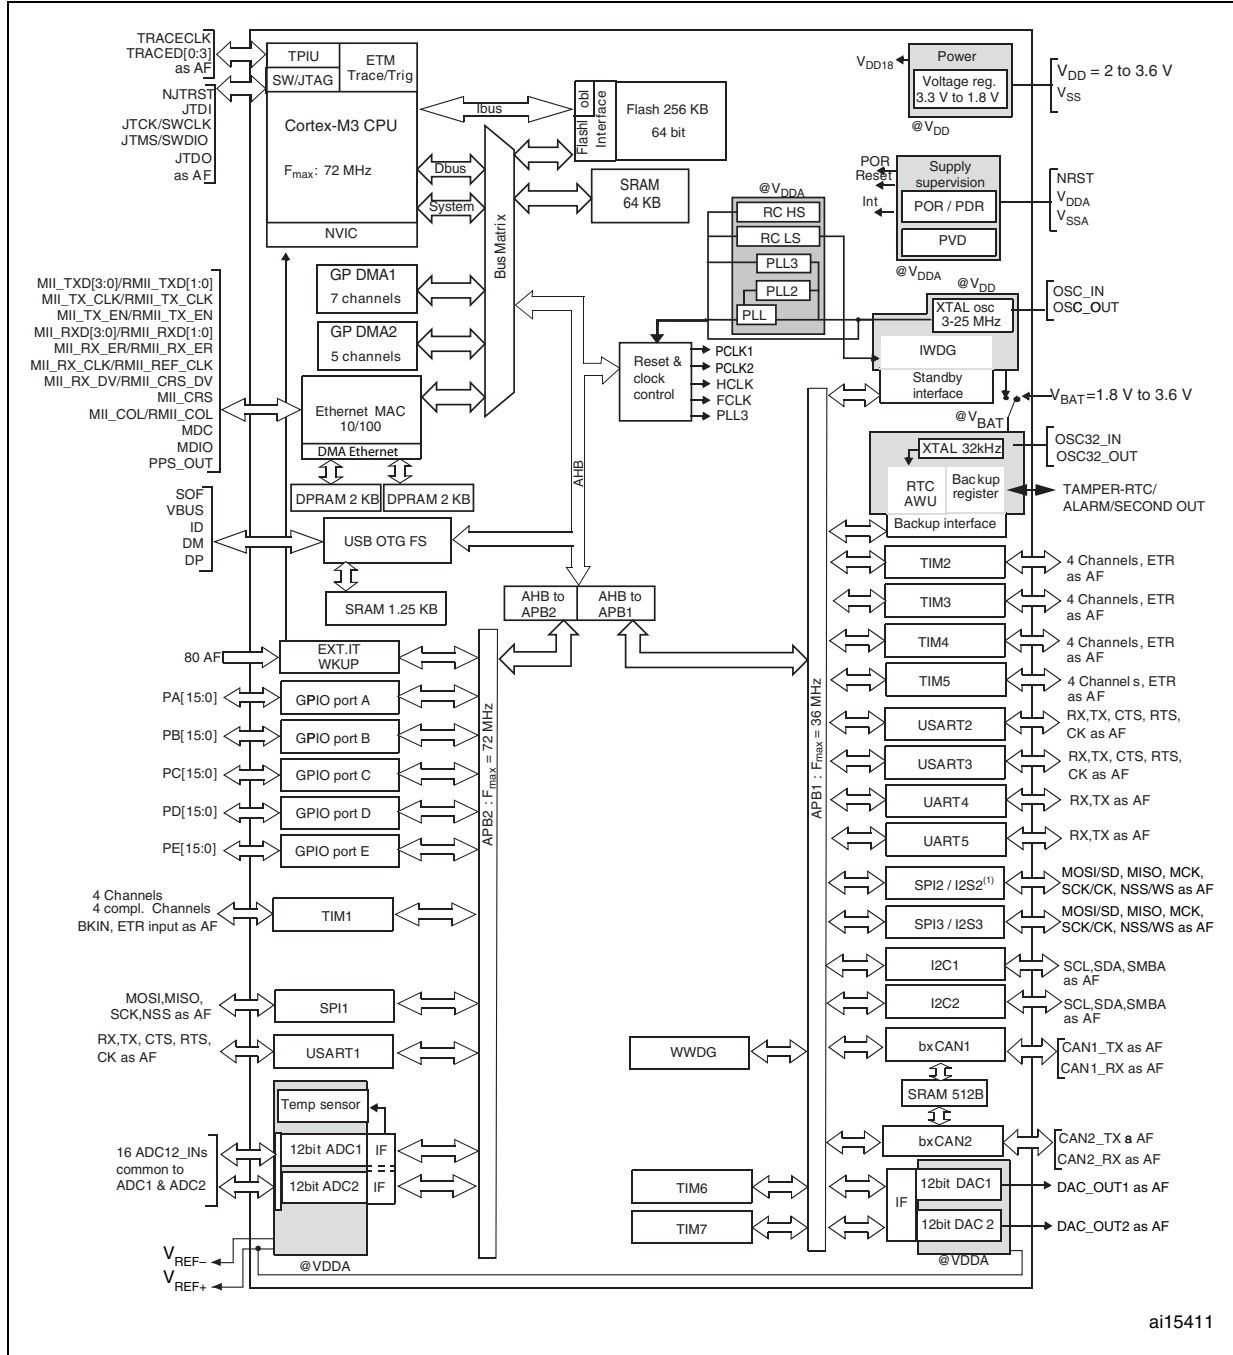 TRACECLK
TRACED[0:3]
as AF
NJTRST
JTDI
JTCK/SWCLK
JTMS/SWDIO
JTDO
as AF
TPIU
SW/JTAG
ETM
Trace/Trig
Cortex-M3 CPU
Fmax: 72 MHz
NVIC
Ibus
Dbus
System
Flashl obl
Interface
Flash 256 KB
64 bit
SRAM
64 KB
Bus Matrix
GP DMA1
7 channels
GP DMA2
5 channels
MII_TXD[3:0]/RMII_TXD[1:0]
MII_TX_CLK/RMII_TX_CLK
MII_TX_EN/RMII_TX_EN
MII_RXD[3:0]/RMII_RXD[1:0]
MII_RX_ER/RMII_RX_ER
MII_RX_CLK/RMII_REF_CLK
MII_RX_DV/RMII_CRS_DV
MII_CRS
MII_COL/RMII_COL
MDC
MDIO
PPS_OUT
Ethernet MAC
10/100
DMA Ethernet
DPRAM 2 KB
DPRAM 2 KB
SOF
VBUS
ID
DM
DP
USB OTG FS
SRAM 1.25 KB
AHB
AHB to
APB2
AHB to
APB1
VDD18
Power
Voltage reg.
3.3 V to 1.8 V
@VDD
VDD = 2 to 3.6 V
VSS
POR
Reset
Int
Supply
supervision
POR / PDR
PVD
@VDDA
NRST
VDDA
VSSA
@VDDA
RC HS
RC LS
PLL3
PLL2
PLL
@VDD
XTAL osc
3-25 MHz
OSC_IN
OSC_OUT
IWDG
Standby
interface
Reset &
clock
control
PCLK1
PCLK2
HCLK
FCLK
PLL3
VBAT=1.8 V to 3.6 V
@VBAT
XTAL 32kHz
OSC32_IN
OSC32_OUT
RTC
AWU
Backup
register
TAMPER-RTC/
ALARM/SECOND OUT
Backup interface
80 AF
EXT.IT
WKUP
PA[15:0]
GPIO port A
PB[15:0]
GPIO port B
PC[15:0]
GPIO port C
PD[15:0]
GPIO port D
PE[15:0]
GPIO port E
4 Channels
4 compl. Channels
BKIN, ETR input as AF
TIM1
MOSI,MISO,
SCK,NSS as AF
SPI1
RX,TX, CTS, RTS,
CK as AF
USART1
Temp sensor
16 ADC12_INs
common to
ADC1 & ADC2
12bit ADC1
IF
12bit ADC2
IF
VREF–
VREF+
@VDDA
APB2 : Fmax = 72 MHz
APB1 : Fmax = 36 MHz
WWDG
TIM6
TIM7
TIM2
4 Channels, ETR
as AF
TIM3
4 Channels, ETR
as AF
TIM4
4 Channels, ETR
as AF
TIM5
4 Channels, ETR
as AF
USART2
RX,TX, CTS, RTS,
CK as AF
USART3
RX,TX, CTS, RTS,
CK as AF
UART4
RX,TX as AF
UART5
RX,TX as AF
SPI2 / I2S2(1)
MOSI/SD, MISO, MCK,
SCK/CK, NSS/WS as AF
SPI3 / I2S3
MOSI/SD, MISO, MCK,
SCK/CK, NSS/WS as AF
I2C1
SCL,SDA,SMBA
as AF
I2C2
SCL,SDA,SMBA
as AF
bxCAN1
CAN1_TX as AF
CAN1_RX as AF
SRAM 512B
bxCAN2
CAN2_TX a AF
CAN2_RX as AF
IF
12bit DAC1
DAC_OUT1 as AF
12bit DAC 2
DAC_OUT2 as AF
@VDDA
ai15411